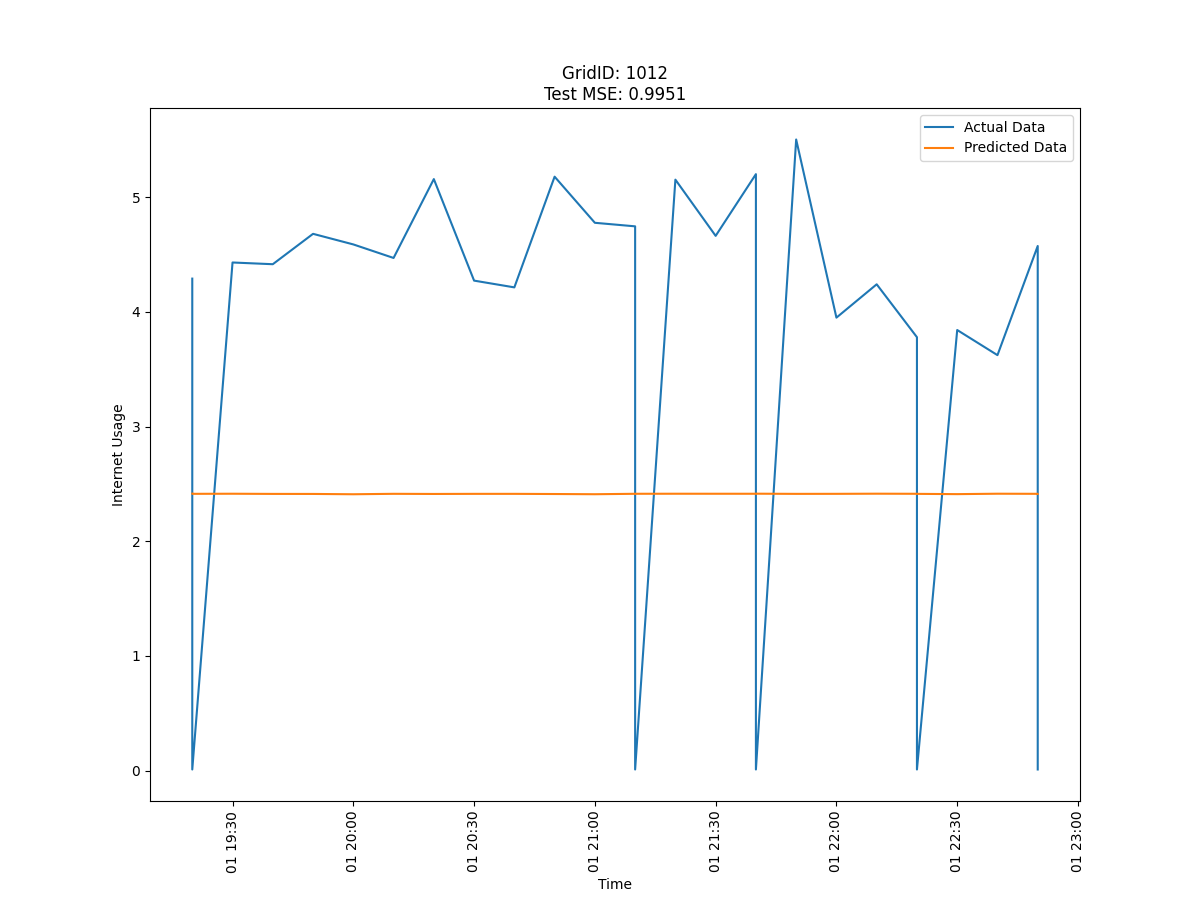 GridID: 1012
Test MSE: 0.9951
Actual Data
Predicted Data
Internet Usage
5
4
3
2
1
0
01 19:30
01 20:00
01 20:30
01 21:00
01 21:30
01 22:00
01 22:30
01 23:00
Time